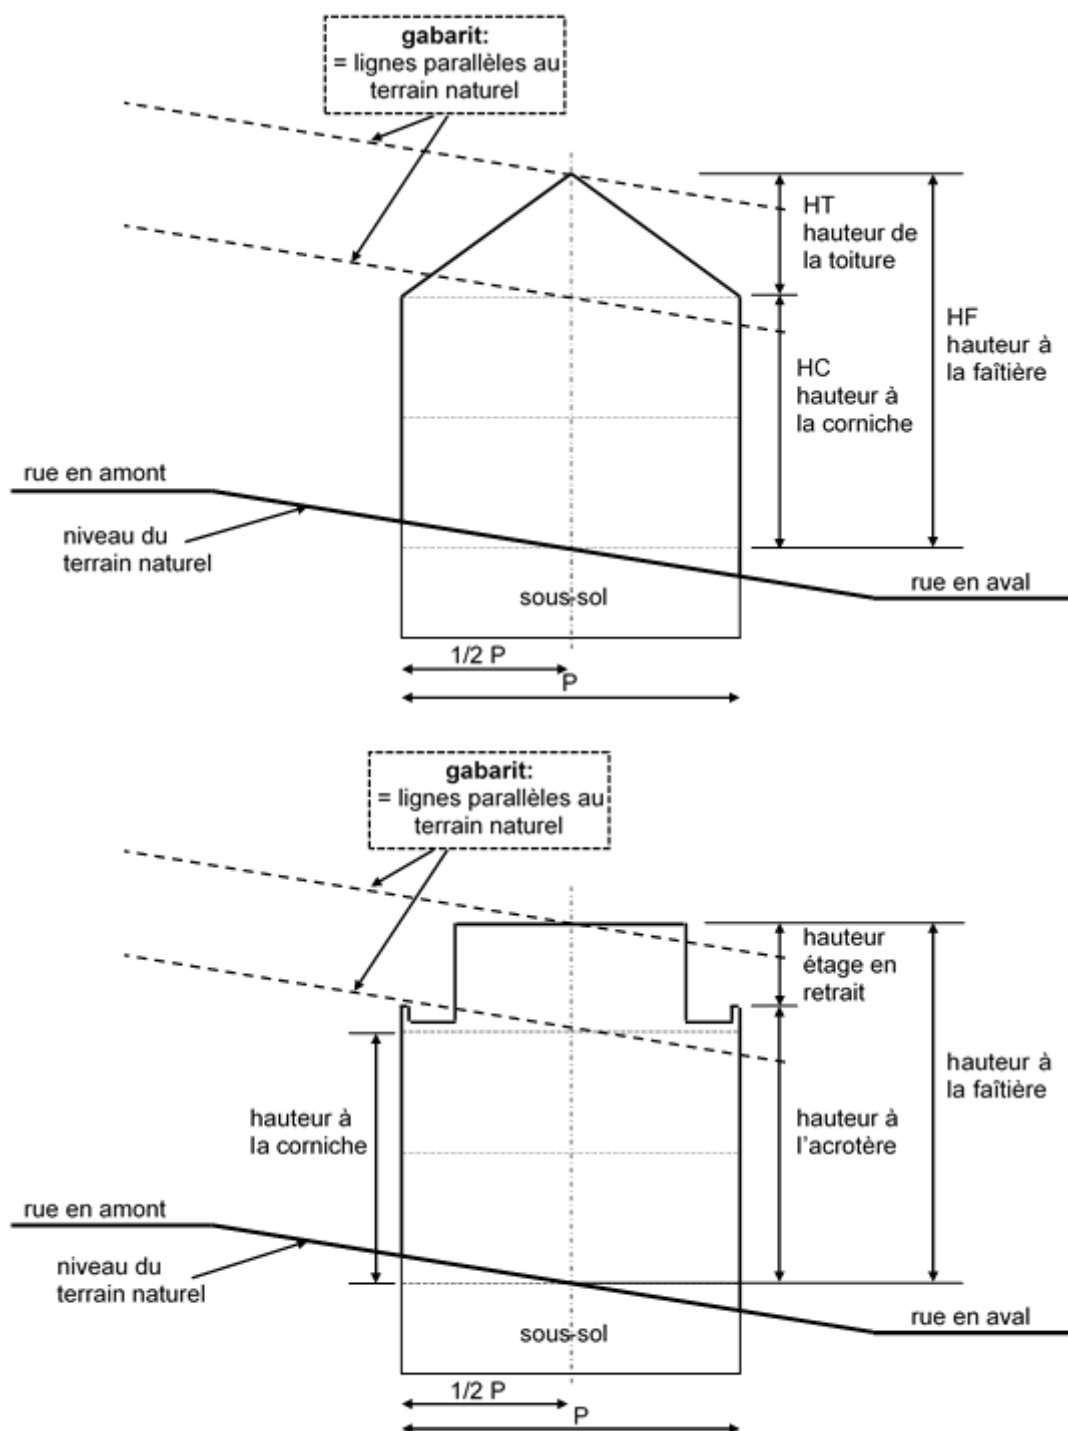 gabarit:
= lignes parallèles au
terrain naturel
HT
hauteur de
la toiture
HF
hauteur à
la faîtière
HC
hauteur à
la corniche
rue en amont
niveau du
terrain naturel
rue en aval
sous-sol
1/2 P
P
gabarit:
= lignes parallèles au
terrain naturel
hauteur
étage en
retrait
hauteur à
la faîtière
hauteur à
la corniche
hauteur à
l'acrotère
rue en amont
niveau du
terrain naturel
rue en aval
sous-sol
1/2 P
P